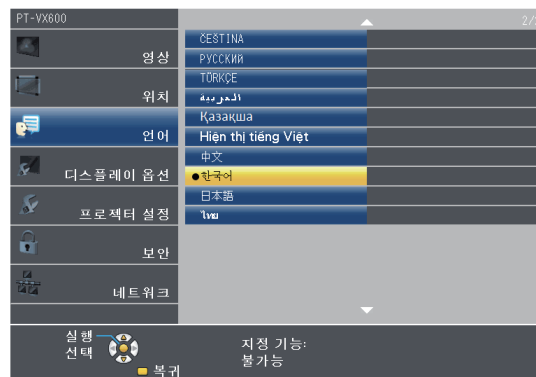 PT-VX600
2/2
영상
위치
언어
디스플레이 옵션
프로젝터 설정
보안
네트워크
ČEŠTINA
РУССКИЙ
TÜRKÇE
العربية
Қазақша
Hiện thị tiếng Việt
中文
한국어
日本語
ไทย
실행
선택
복귀
지정 기능:
불가능